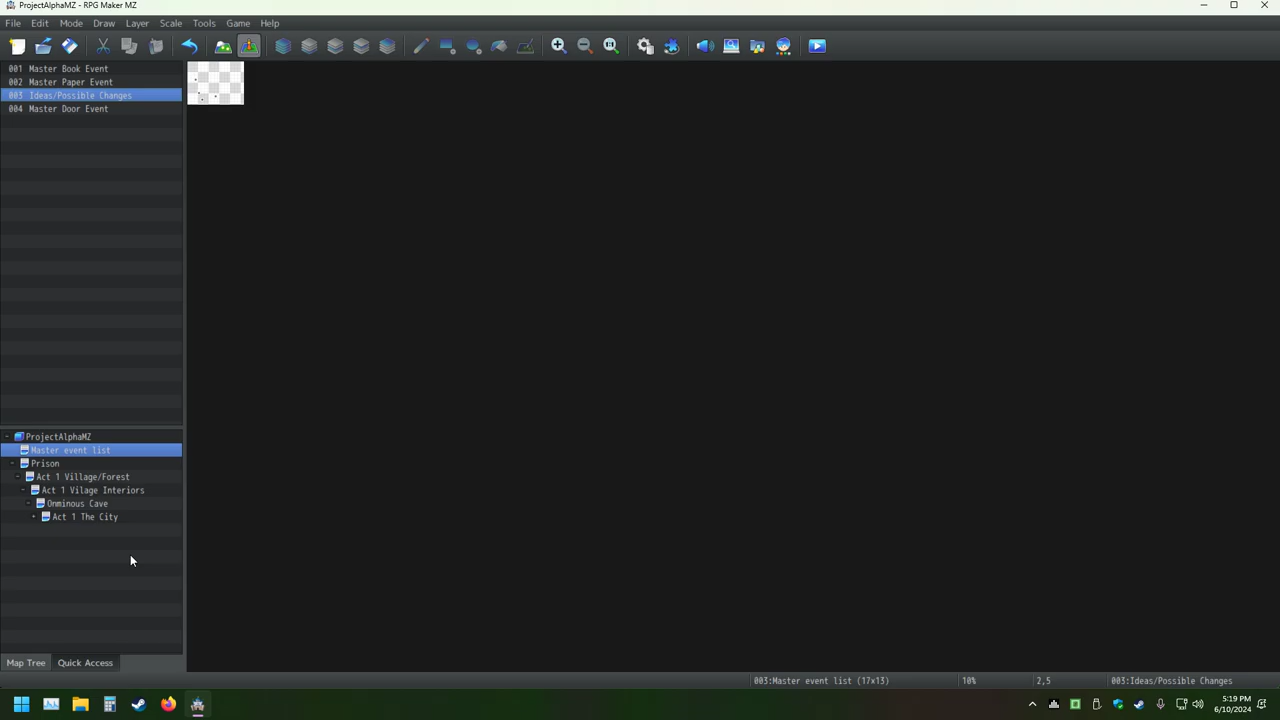 ProjectAlphaMZ - RPG Maker MZ
File Edit Mode Draw Layer Scale Tools Game Help
001 Master Book Event
002 Master Paper Event
003 Ideas/Possible Changes
004 Master Door Event
ProjectAlphaMZ
Master event list
Prison
Act 1 Village/Forest
Act 1 Vilage Interiors
Onminous Cave
Act 1 The City
Map Tree Quick Access
003:Master event list (17x13) 10% 2,5 003:Ideas/Possible Changes
5:19 PM
6/10/2024